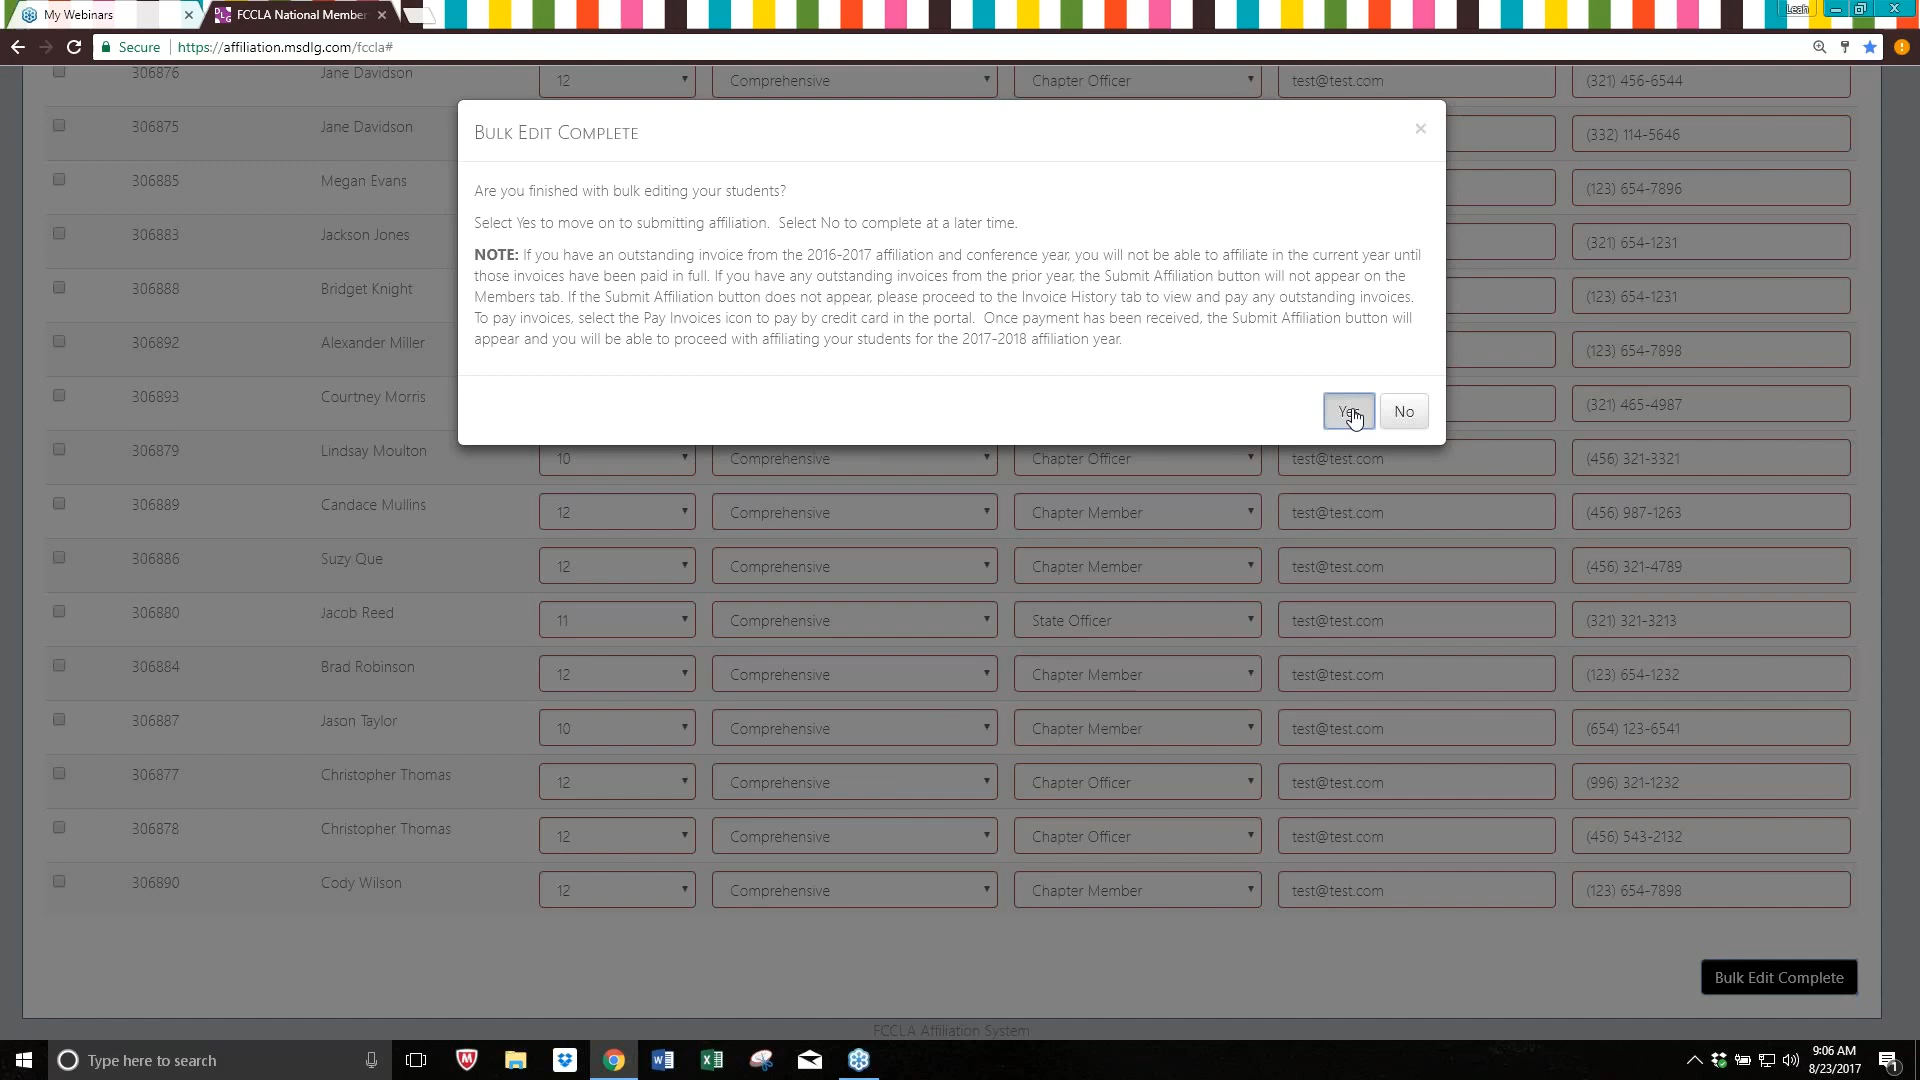 My Webinars
FCCLA National Member
Leah
Secure https://affiliation.msdlg.com/fccla#
306876 Jane Davidson 12 Comprehensive Chapter Officer test@test.com (321) 456-6544
306875 Jane Davidson (332) 114-5646
306885 Megan Evans (123) 654-7896
306883 Jackson Jones (321) 654-1231
306888 Bridget Knight (123) 654-1231
306892 Alexander Miller (123) 654-7898
306893 Courtney Morris (321) 465-4987
BULK EDIT COMPLETE ×
Are you finished with bulk editing your students?
Select Yes to move on to submitting affiliation. Select No to complete at a later time.
NOTE: If you have an outstanding invoice from the 2016-2017 affiliation and conference year, you will not be able to affiliate in the current year until
those invoices have been paid in full. If you have any outstanding invoices from the prior year, the Submit Affiliation button will not appear on the
Members tab. If the Submit Affiliation button does not appear, please proceed to the Invoice History tab to view and pay any outstanding invoices.
To pay invoices, select the Pay Invoices icon to pay by credit card in the portal. Once payment has been received, the Submit Affiliation button will
appear and you will be able to proceed with affiliating your students for the 2017-2018 affiliation year.
Yes No
306879 Lindsay Moulton 10 Comprehensive Chapter Officer test@test.com (456) 321-3321
306889 Candace Mullins 12 Comprehensive Chapter Member test@test.com (456) 987-1263
306886 Suzy Que 12 Comprehensive Chapter Member test@test.com (456) 321-4789
306880 Jacob Reed 11 Comprehensive State Officer test@test.com (321) 321-3213
306884 Brad Robinson 12 Comprehensive Chapter Member test@test.com (123) 654-1232
306887 Jason Taylor 10 Comprehensive Chapter Member test@test.com (654) 123-6541
306877 Christopher Thomas 12 Comprehensive Chapter Officer test@test.com (996) 321-1232
306878 Christopher Thomas 12 Comprehensive Chapter Officer test@test.com (456) 543-2132
306890 Cody Wilson 12 Comprehensive Chapter Member test@test.com (123) 654-7898
Bulk Edit Complete
FCCLA Affiliation System
Type here to search
9:06 AM
8/23/2017
1